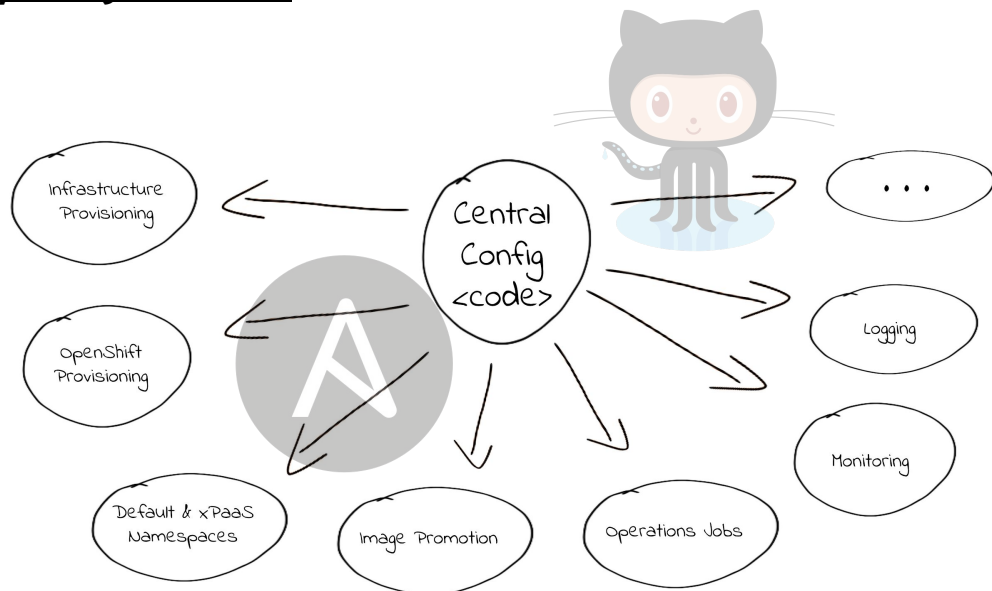 Infrastructure
Provisioning
Central
Config
<code>
...
OpenShift
Provisioning
Logging
Monitoring
Default & xPaaS
Namespaces
Image Promotion
Operations Jobs